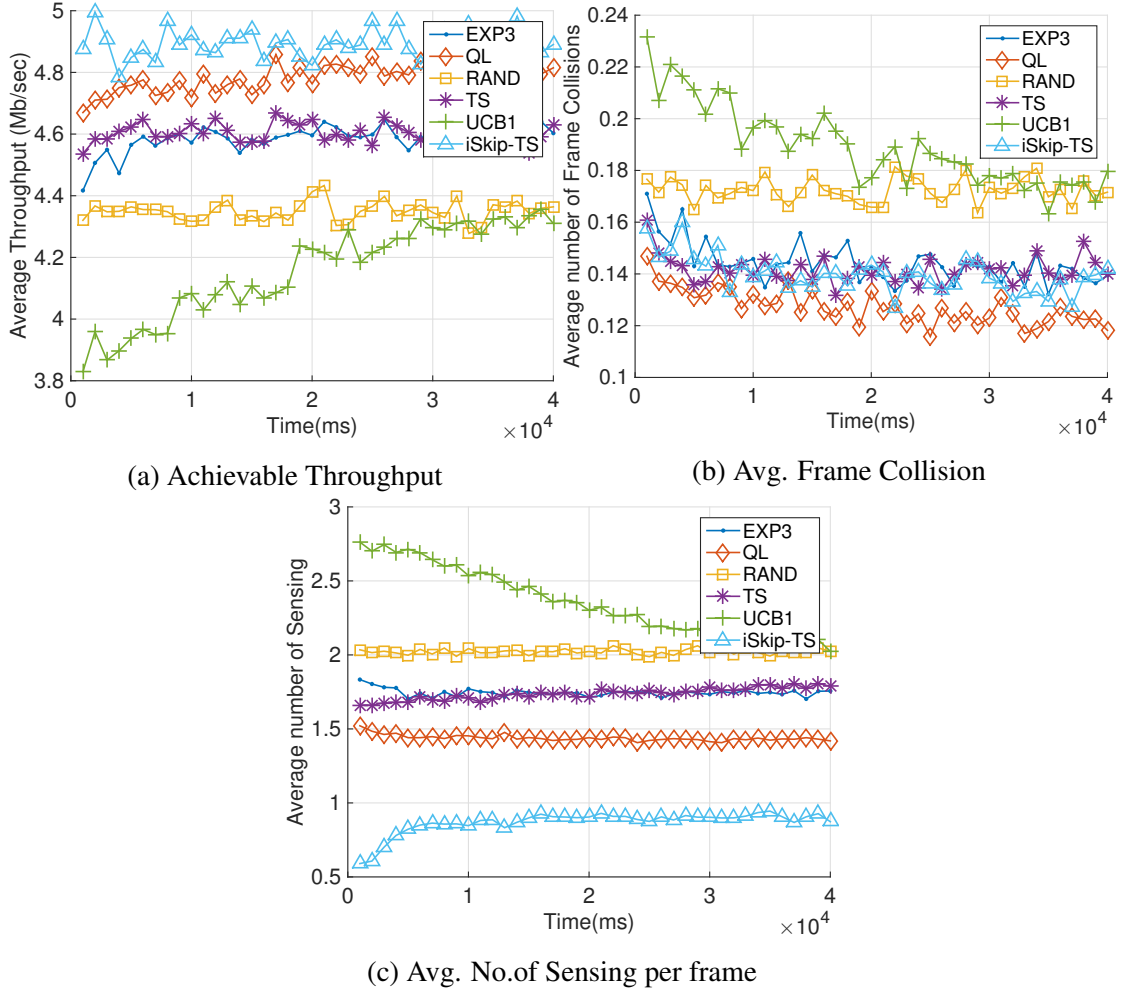 5
4.8
4.6
4.4
4.2
4
3.8
Average Throughput (Mb/sec)
0
1
2
3
4
Time(ms)
×10^4
EXP3
QL
RAND
TS
UCB1
iSkip-TS
(a) Achievable Throughput
0.24
0.22
0.2
0.18
0.16
0.14
0.12
0.1
Average number of Frame Collisions
0
1
2
3
4
Time(ms)
×10^4
EXP3
QL
RAND
TS
UCB1
iSkip-TS
(b) Avg. Frame Collision
3
2.5
2
1.5
1
0.5
Average number of Sensing
0
1
2
3
4
Time(ms)
×10^4
EXP3
QL
RAND
TS
UCB1
iSkip-TS
(c) Avg. No.of Sensing per frame